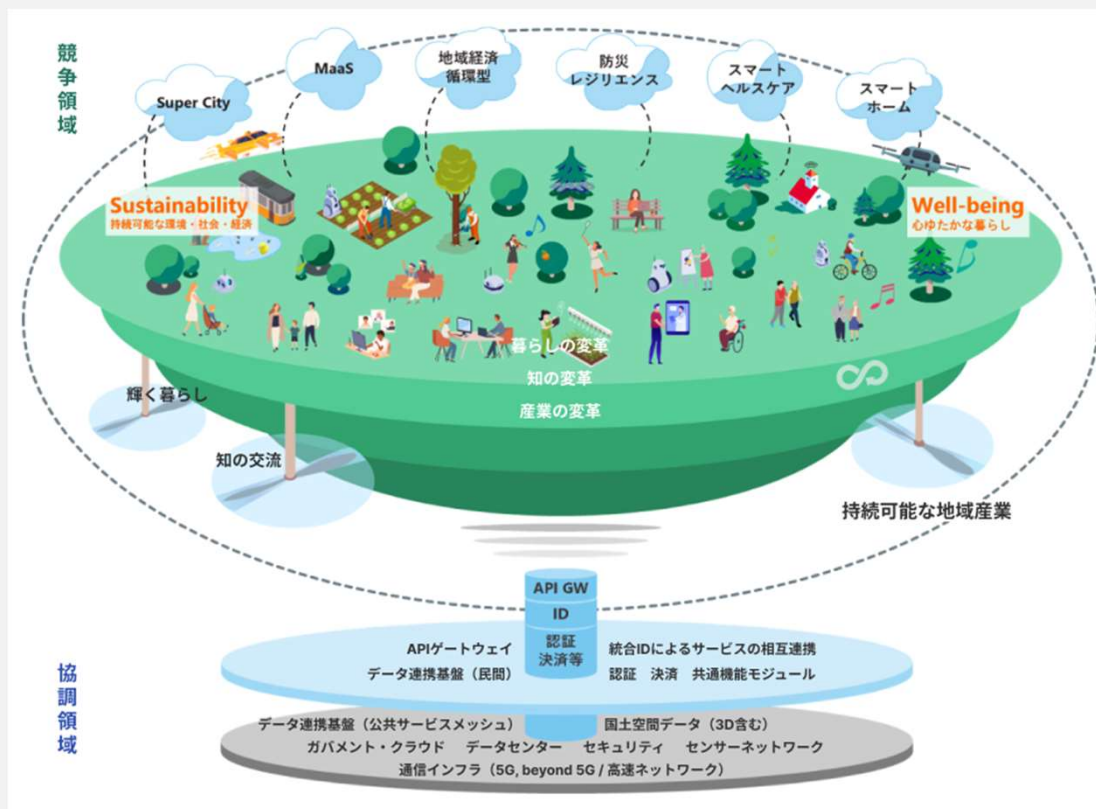 競争領域
Super City
MaaS
地域経済
循環型
防災
レジリエンス
スマート
ヘルスケア
スマート
ホーム
Sustainability
持続可能な環境・社会・経済
Well-being
心ゆたかな暮らし
暮らしの変革
知の変革
産業の変革
輝く暮らし
知の交流
持続可能な地域産業
API GW
ID
認証
決済等
協調領域
APIゲートウェイ
統合IDによるサービスの相互連携
データ連携基盤（民間）
認証 決済 共通機能モジュール
データ連携基盤（公共サービスメッシュ）
国土空間データ（3D含む）
ガバメント・クラウド データセンター セキュリティ センサーネットワーク
通信インフラ（5G, beyond 5G / 高速ネットワーク）